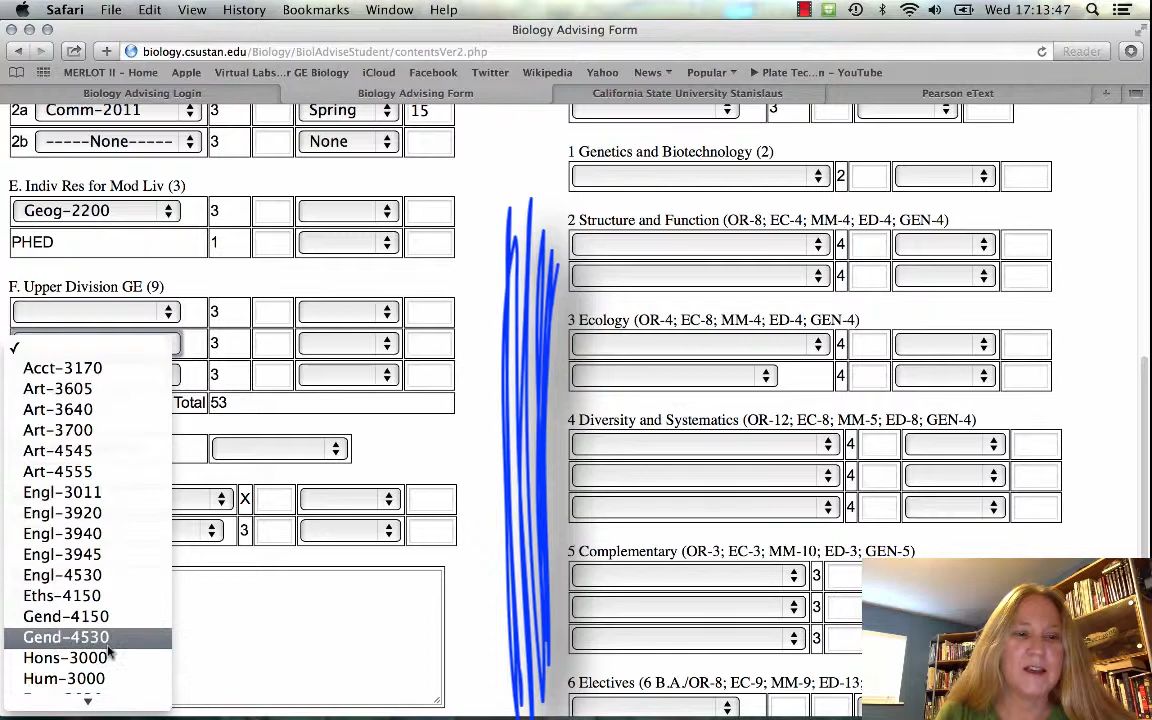 Safari File Edit View History Bookmarks Window Help Wed 17:13:47
Biology Advising Form
biology.csustan.edu/Biology/BiolAdviseStudent/contentsVer2.php Reader
MERLOT II - Home Apple Virtual Labs...r GE Biology iCloud Facebook Twitter Wikipedia Yahoo News Popular Plate Tec...n - YouTube
Biology Advising Login Biology Advising Form California State University Stanislaus Pearson eText
2a Comm-2011 3 Spring 15
2b -----None----- 3 None
E. Indiv Res for Mod Liv (3)
Geog-2200 3
PHED 1
F. Upper Division GE (9)
3
3
3
Total 53
X
3
✓
Acct-3170
Art-3605
Art-3640
Art-3700
Art-4545
Art-4555
Engl-3011
Engl-3920
Engl-3940
Engl-3945
Engl-4530
Eths-4150
Gend-4150
Gend-4530
Hons-3000
Hum-3000
3
1 Genetics and Biotechnology (2)
2
2 Structure and Function (OR-8; EC-4; MM-4; ED-4; GEN-4)
4
4
3 Ecology (OR-4; EC-8; MM-4; ED-4; GEN-4)
4
4
4 Diversity and Systematics (OR-12; EC-8; MM-5; ED-8; GEN-4)
4
4
4
5 Complementary (OR-3; EC-3; MM-10; ED-3; GEN-5)
3
3
3
6 Electives (6 B.A./OR-8; EC-9; MM-9; ED-13;